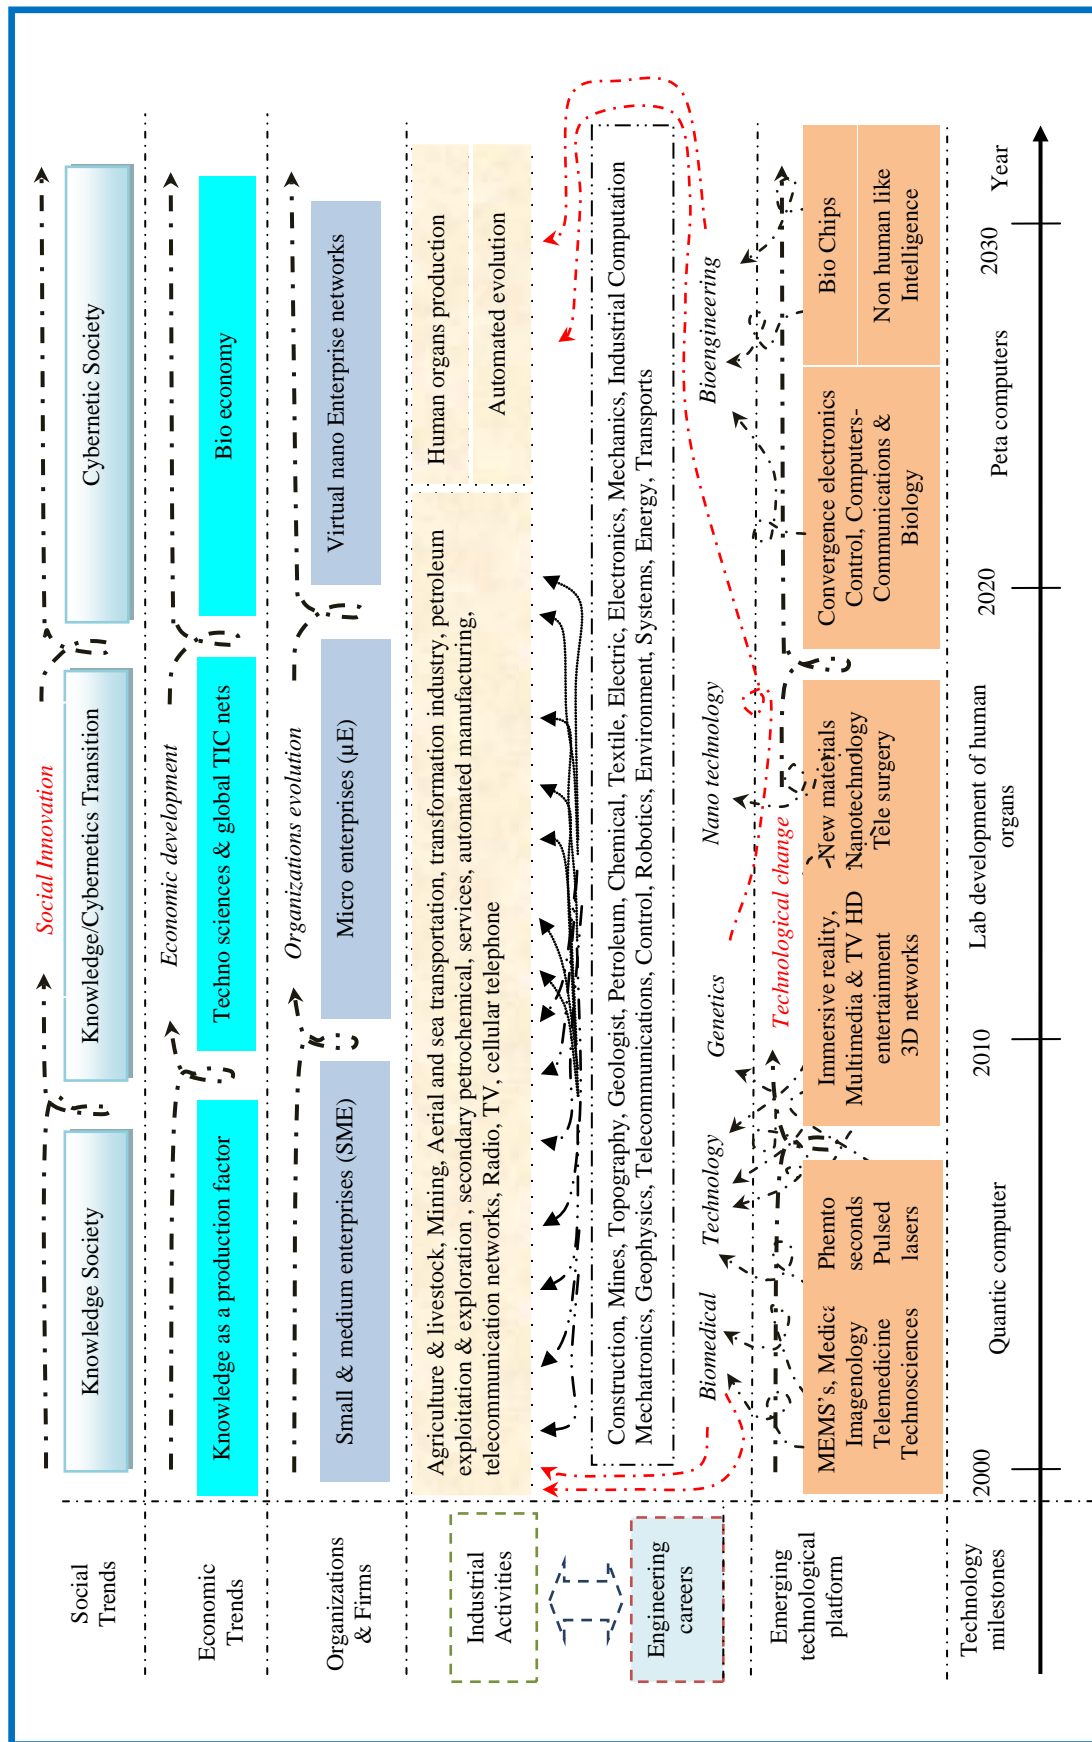 Social
Trends
Knowledge Society
Knowledge/Cybernetics Transition
Cybernetic Society
Social Innovation
Economic
Trends
Knowledge as a production factor
Techno sciences & global TIC nets
Bio economy
Economic development
Organizations
& Firms
Small & medium enterprises (SME)
Micro enterprises (µE)
Virtual nano Enterprise networks
Organizations evolution
Industrial
Activities
Agriculture & livestock, Mining, Aerial and sea transportation, transformation industry, petroleum
exploitation & exploration , secondary petrochemical, services, automated manufacturing,
telecommunication networks, Radio, TV, cellular telephone
Human organs production
Automated evolution
Engineering
careers
Construction, Mines, Topography, Geologist, Petroleum, Chemical, Textile, Electric, Electronics, Mechanics, Industrial Computation
Mechatronics, Geophysics, Telecommunications, Control, Robotics, Environment, Systems, Energy, Transports
Biomedical
Technology
Genetics
Nano technology
Bioengineering
Emerging
technological
platform
Technological change
MEMS's, Medica
Imagenology
Telemedicine
Technosciences
Phemto
seconds
Pulsed
lasers
Immersive reality,
Multimedia & TV HD
entertainment
3D networks
New materials
Nanotechnology
Tele surgery
Convergence electronics
Control, Computers-
Communications &
Biology
Bio Chips
Non human like
Intelligence
Technology
milestones
Quantic computer
Lab development of human
organs
Peta computers
2000
2010
2020
2030
Year